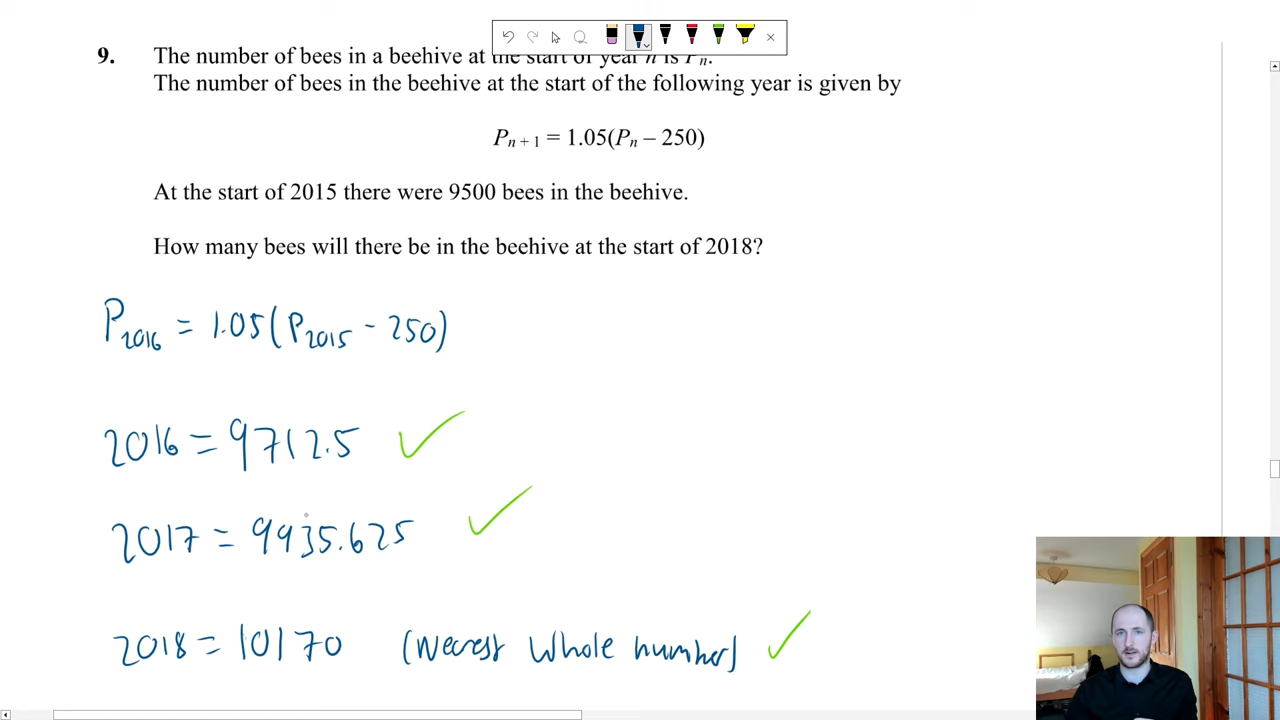 9. The number of bees in a beehive at the start of year n is Pn.
The number of bees in the beehive at the start of the following year is given by
Pn + 1 = 1.05(Pn – 250)
At the start of 2015 there were 9500 bees in the beehive.
How many bees will there be in the beehive at the start of 2018?
P2016 = 1.05(P2015 - 250)
2016 = 9712.5
2017 = 9935.625
2018 = 10170 (Nearest whole number)